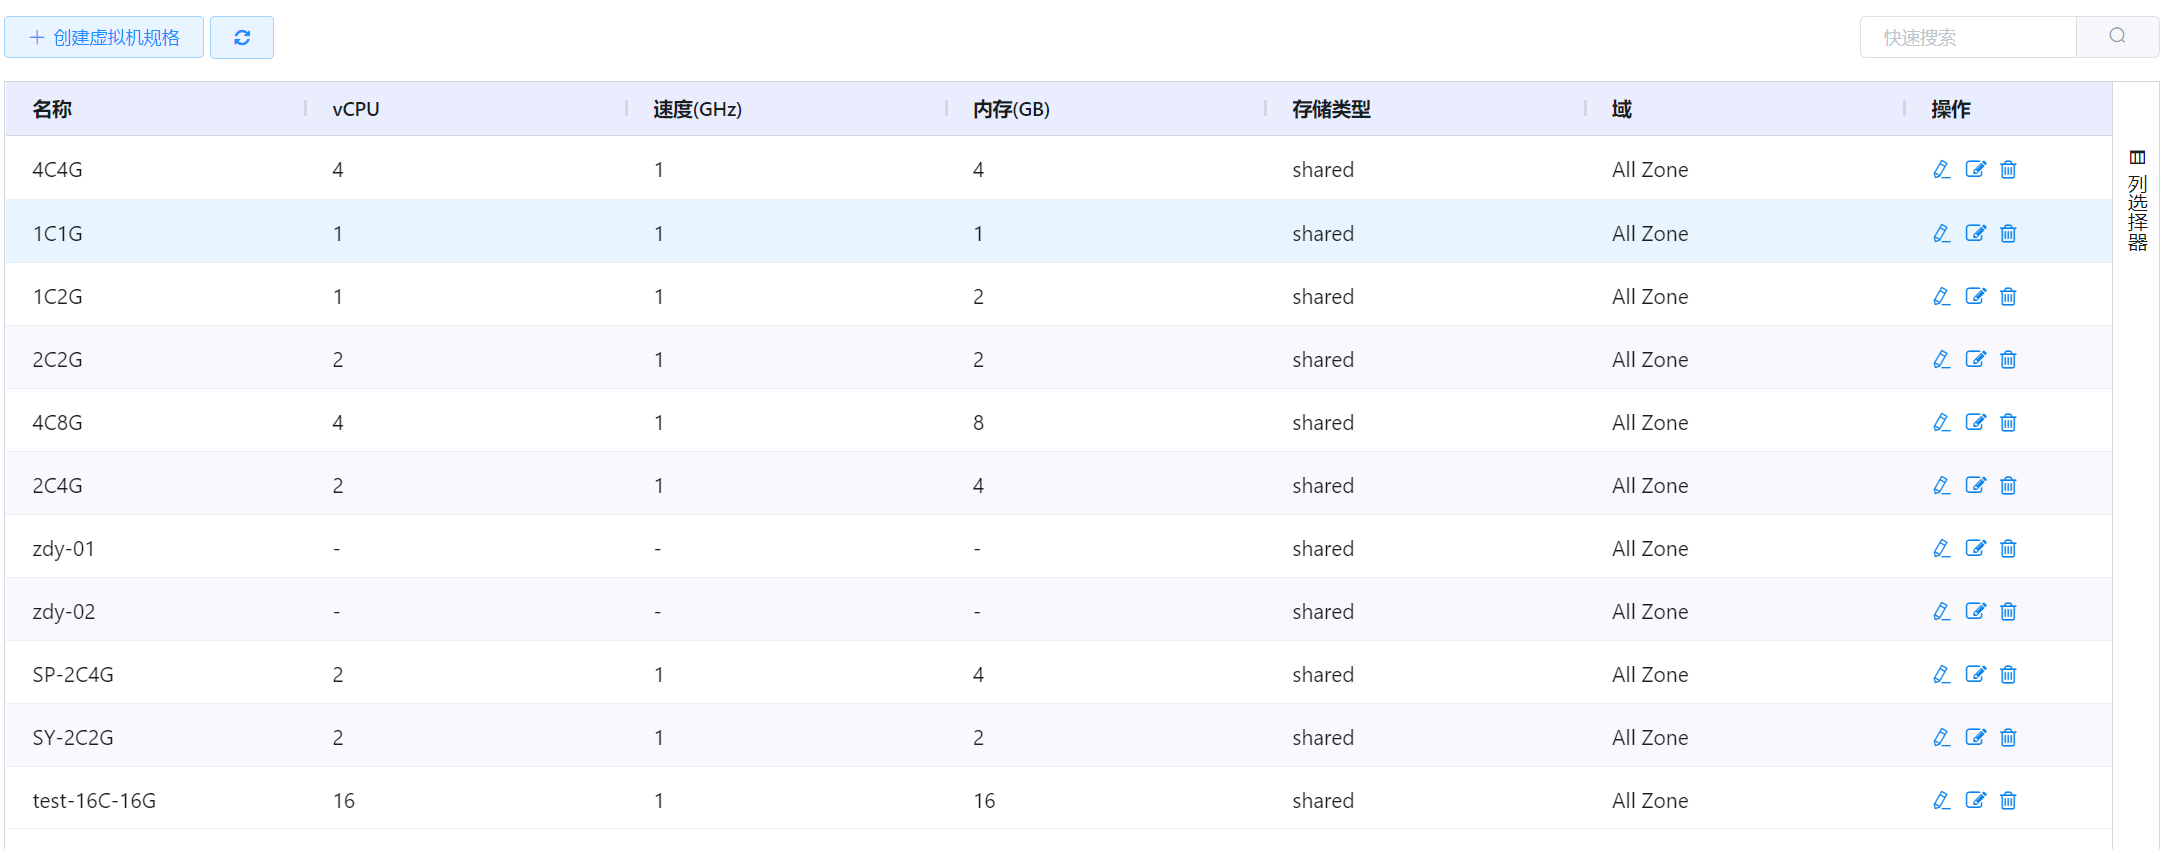 创建虚拟机规格
快速搜索
名称 vCPU 速度(GHz) 内存(GB) 存储类型 域 操作
4C4G 4 1 4 shared All Zone
1C1G 1 1 1 shared All Zone
1C2G 1 1 2 shared All Zone
2C2G 2 1 2 shared All Zone
4C8G 4 1 8 shared All Zone
2C4G 2 1 4 shared All Zone
zdy-01 - - - shared All Zone
zdy-02 - - - shared All Zone
SP-2C4G 2 1 4 shared All Zone
SY-2C2G 2 1 2 shared All Zone
test-16C-16G 16 1 16 shared All Zone
列选择器